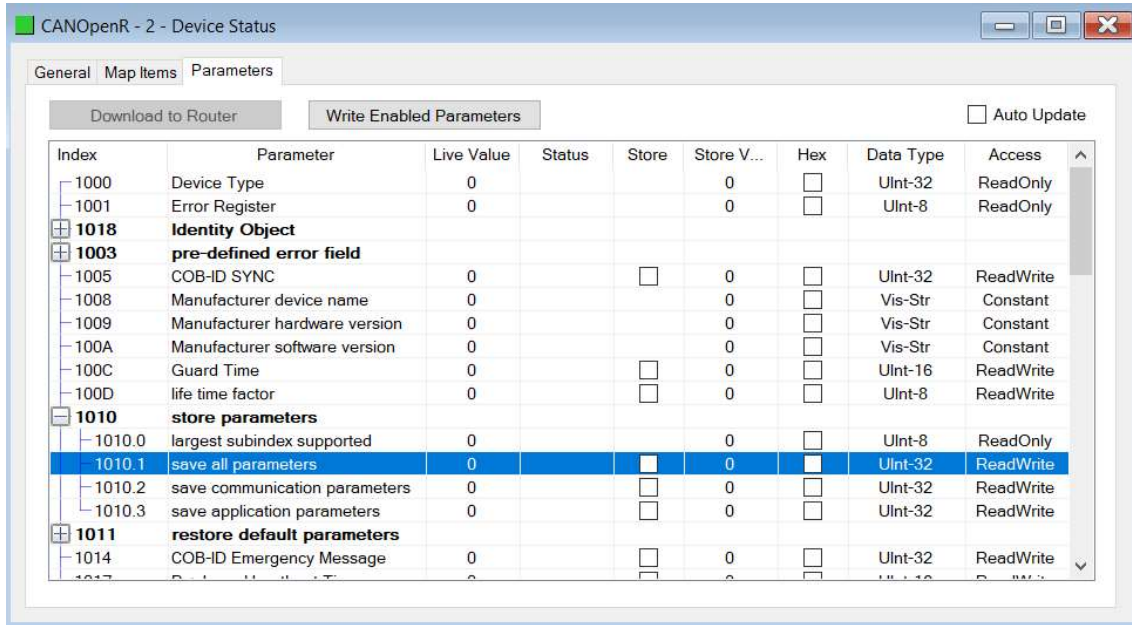 CANOpenR - 2 - Device Status
General Map Items Parameters
Download to Router Write Enabled Parameters Auto Update
Index Parameter Live Value Status Store Store V... Hex Data Type Access
1000 Device Type 0 0 UInt-32 ReadOnly
1001 Error Register 0 0 UInt-8 ReadOnly
1018 Identity Object
1003 pre-defined error field
1005 COB-ID SYNC 0 0 UInt-32 ReadWrite
1008 Manufacturer device name 0 0 Vis-Str Constant
1009 Manufacturer hardware version 0 0 Vis-Str Constant
100A Manufacturer software version 0 0 Vis-Str Constant
100C Guard Time 0 0 UInt-16 ReadWrite
100D life time factor 0 0 UInt-8 ReadWrite
1010 store parameters
1010.0 largest subindex supported 0 0 UInt-8 ReadOnly
1010.1 save all parameters 0 0 UInt-32 ReadWrite
1010.2 save communication parameters 0 0 UInt-32 ReadWrite
1010.3 save application parameters 0 0 UInt-32 ReadWrite
1011 restore default parameters
1014 COB-ID Emergency Message 0 0 UInt-32 ReadWrite